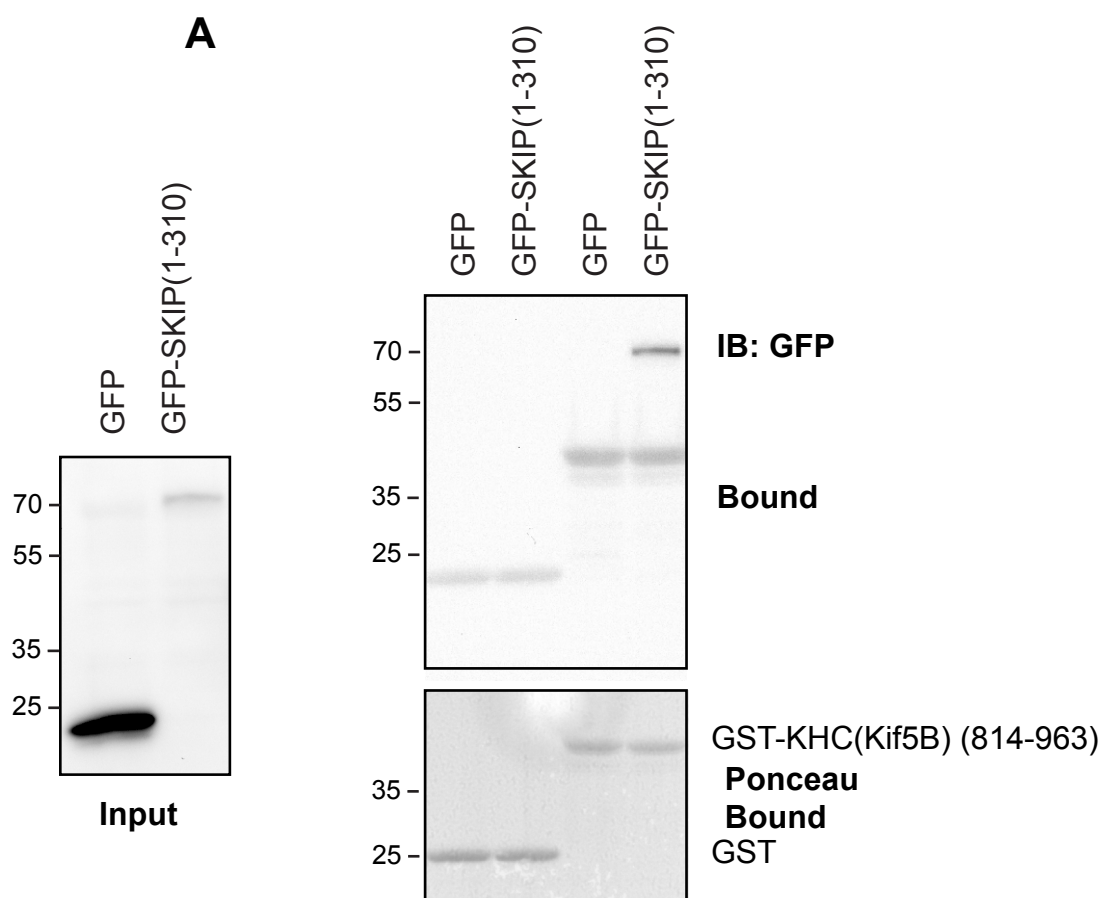 A
GFP
GFP-SKIP(1-310)
70
55
35
25
Input
GFP
GFP-SKIP(1-310)
GFP
GFP-SKIP(1-310)
70
55
35
25
IB: GFP
Bound
35
25
GST-KHC(Kif5B) (814-963)
Ponceau
Bound
GST